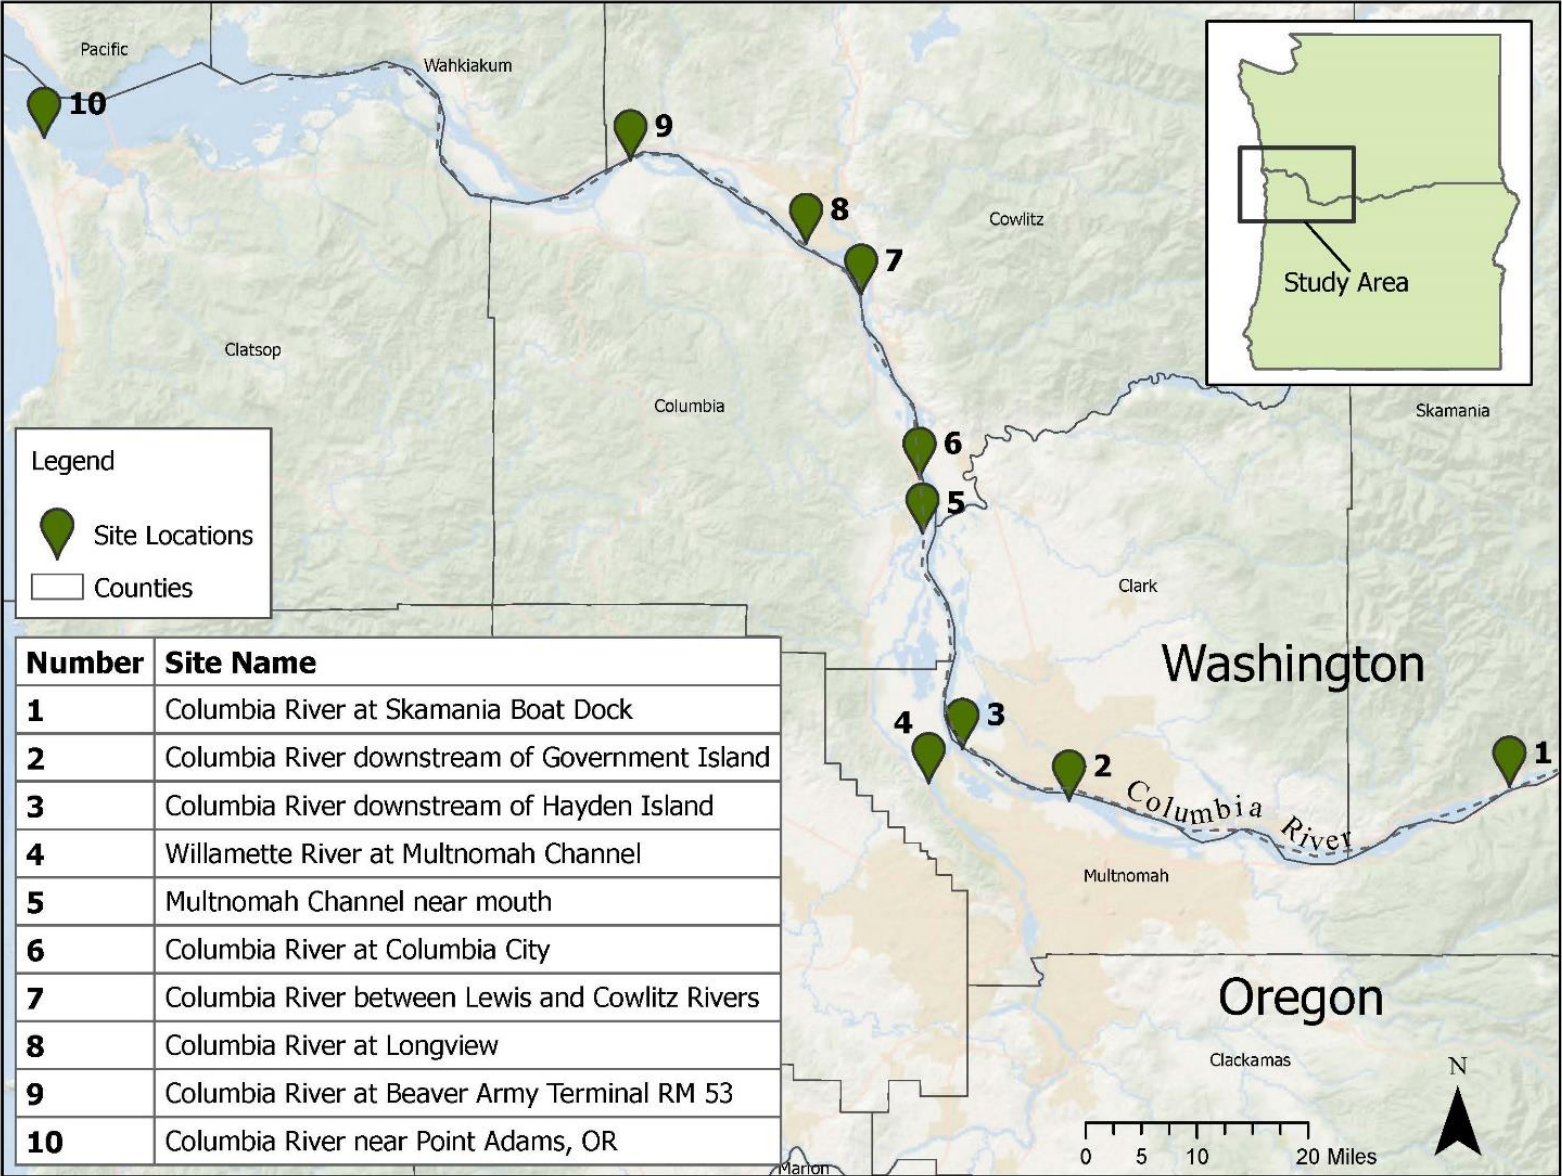 Pacific
Wahkiakum
10
9
8
Cowlitz
7
Study Area
Clatsop
Columbia
Skamania
6
5
Legend
Site Locations
Counties
Clark
Washington
4
3
2
1
Columbia River
Multnomah
Oregon
Clackamas
N
0 5 10 20 Miles
Marion
Number Site Name
1 Columbia River at Skamania Boat Dock
2 Columbia River downstream of Government Island
3 Columbia River downstream of Hayden Island
4 Willamette River at Multnomah Channel
5 Multnomah Channel near mouth
6 Columbia River at Columbia City
7 Columbia River between Lewis and Cowlitz Rivers
8 Columbia River at Longview
9 Columbia River at Beaver Army Terminal RM 53
10 Columbia River near Point Adams, OR